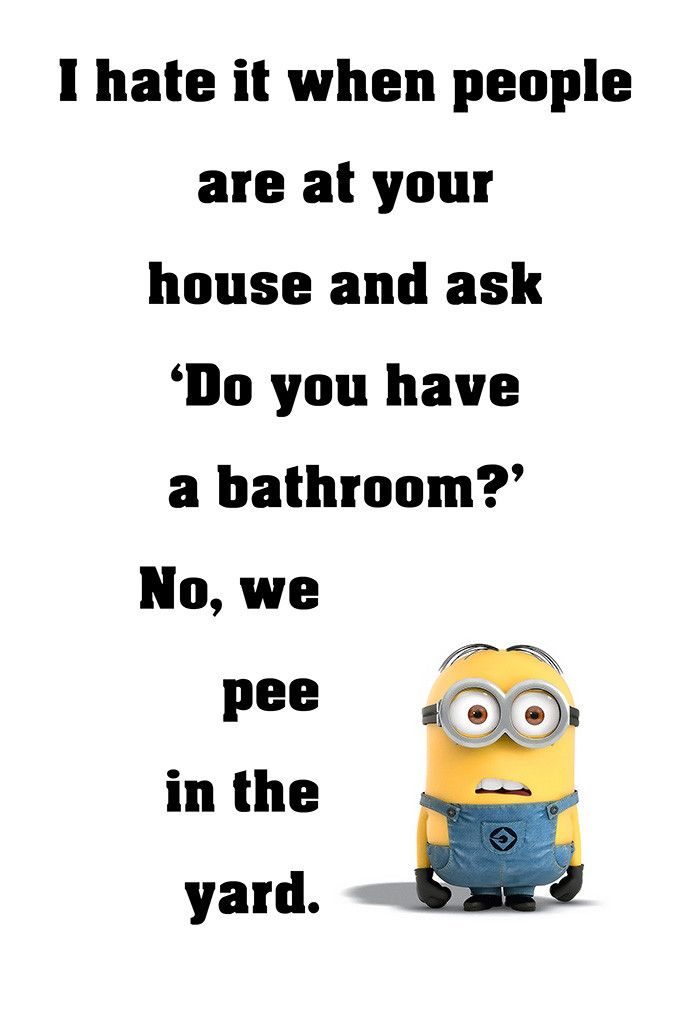 I hate it when people
are at your
house and ask
‘Do you have
a bathroom?’
No, we
pee
in the
yard.